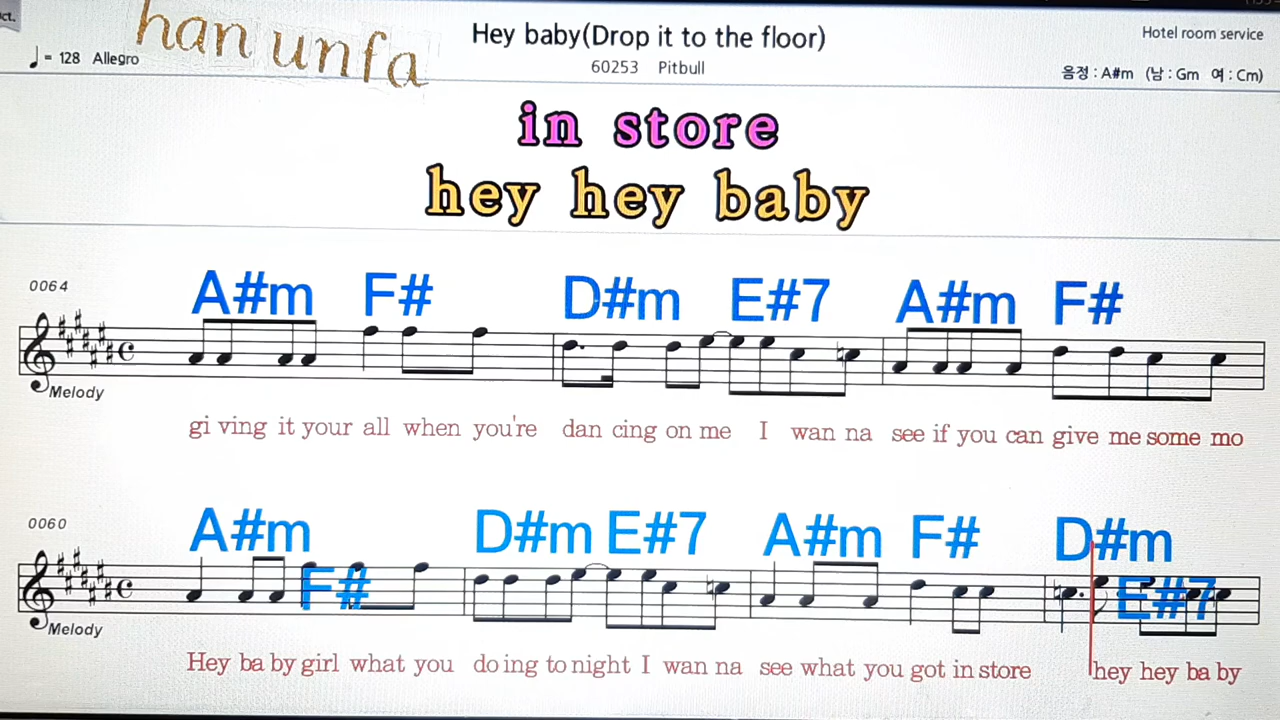 ct.
han unfa
Hey baby(Drop it to the floor)
Hotel room service
♩ = 128 Allegro
60253 Pitbull
음정 : A#m (남 : Gm 여 : Cm)
in store
hey hey baby
0064
A#m F# D#m E#7 A#m F#
Melody
gi ving it your all when you're dan cing on me I wan na see if you can give me some mo
0060
A#m F# D#m E#7 A#m F# D#m E#7
Melody
Hey ba by girl what you do ing to night I wan na see what you got in store hey hey ba by